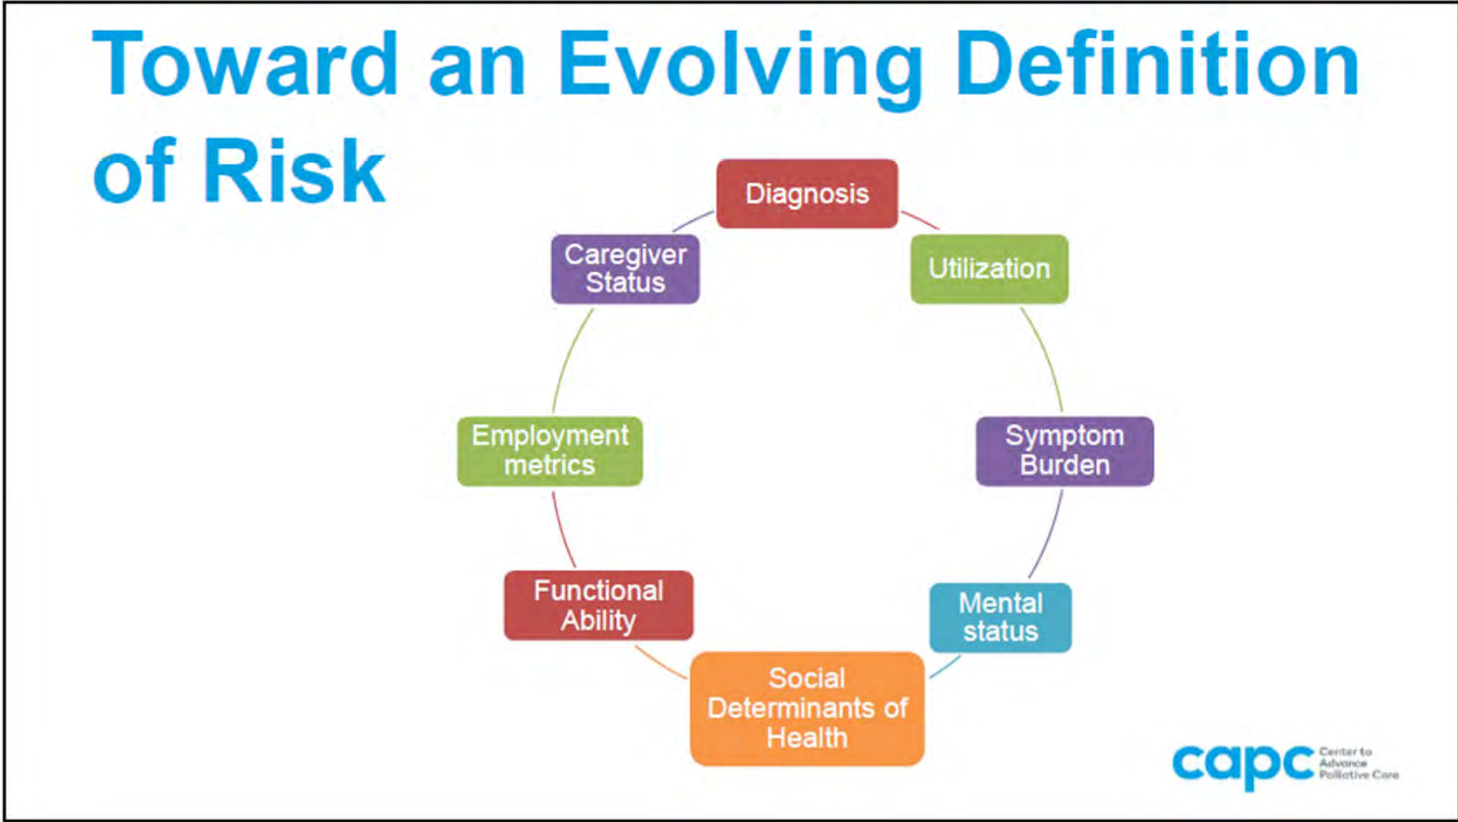 Toward an Evolving Definition
of Risk
Diagnosis
Utilization
Symptom
Burden
Mental
status
Social
Determinants of
Health
Functional
Ability
Employment
metrics
Caregiver
Status
capc
Center to
Advance
Palliative Care